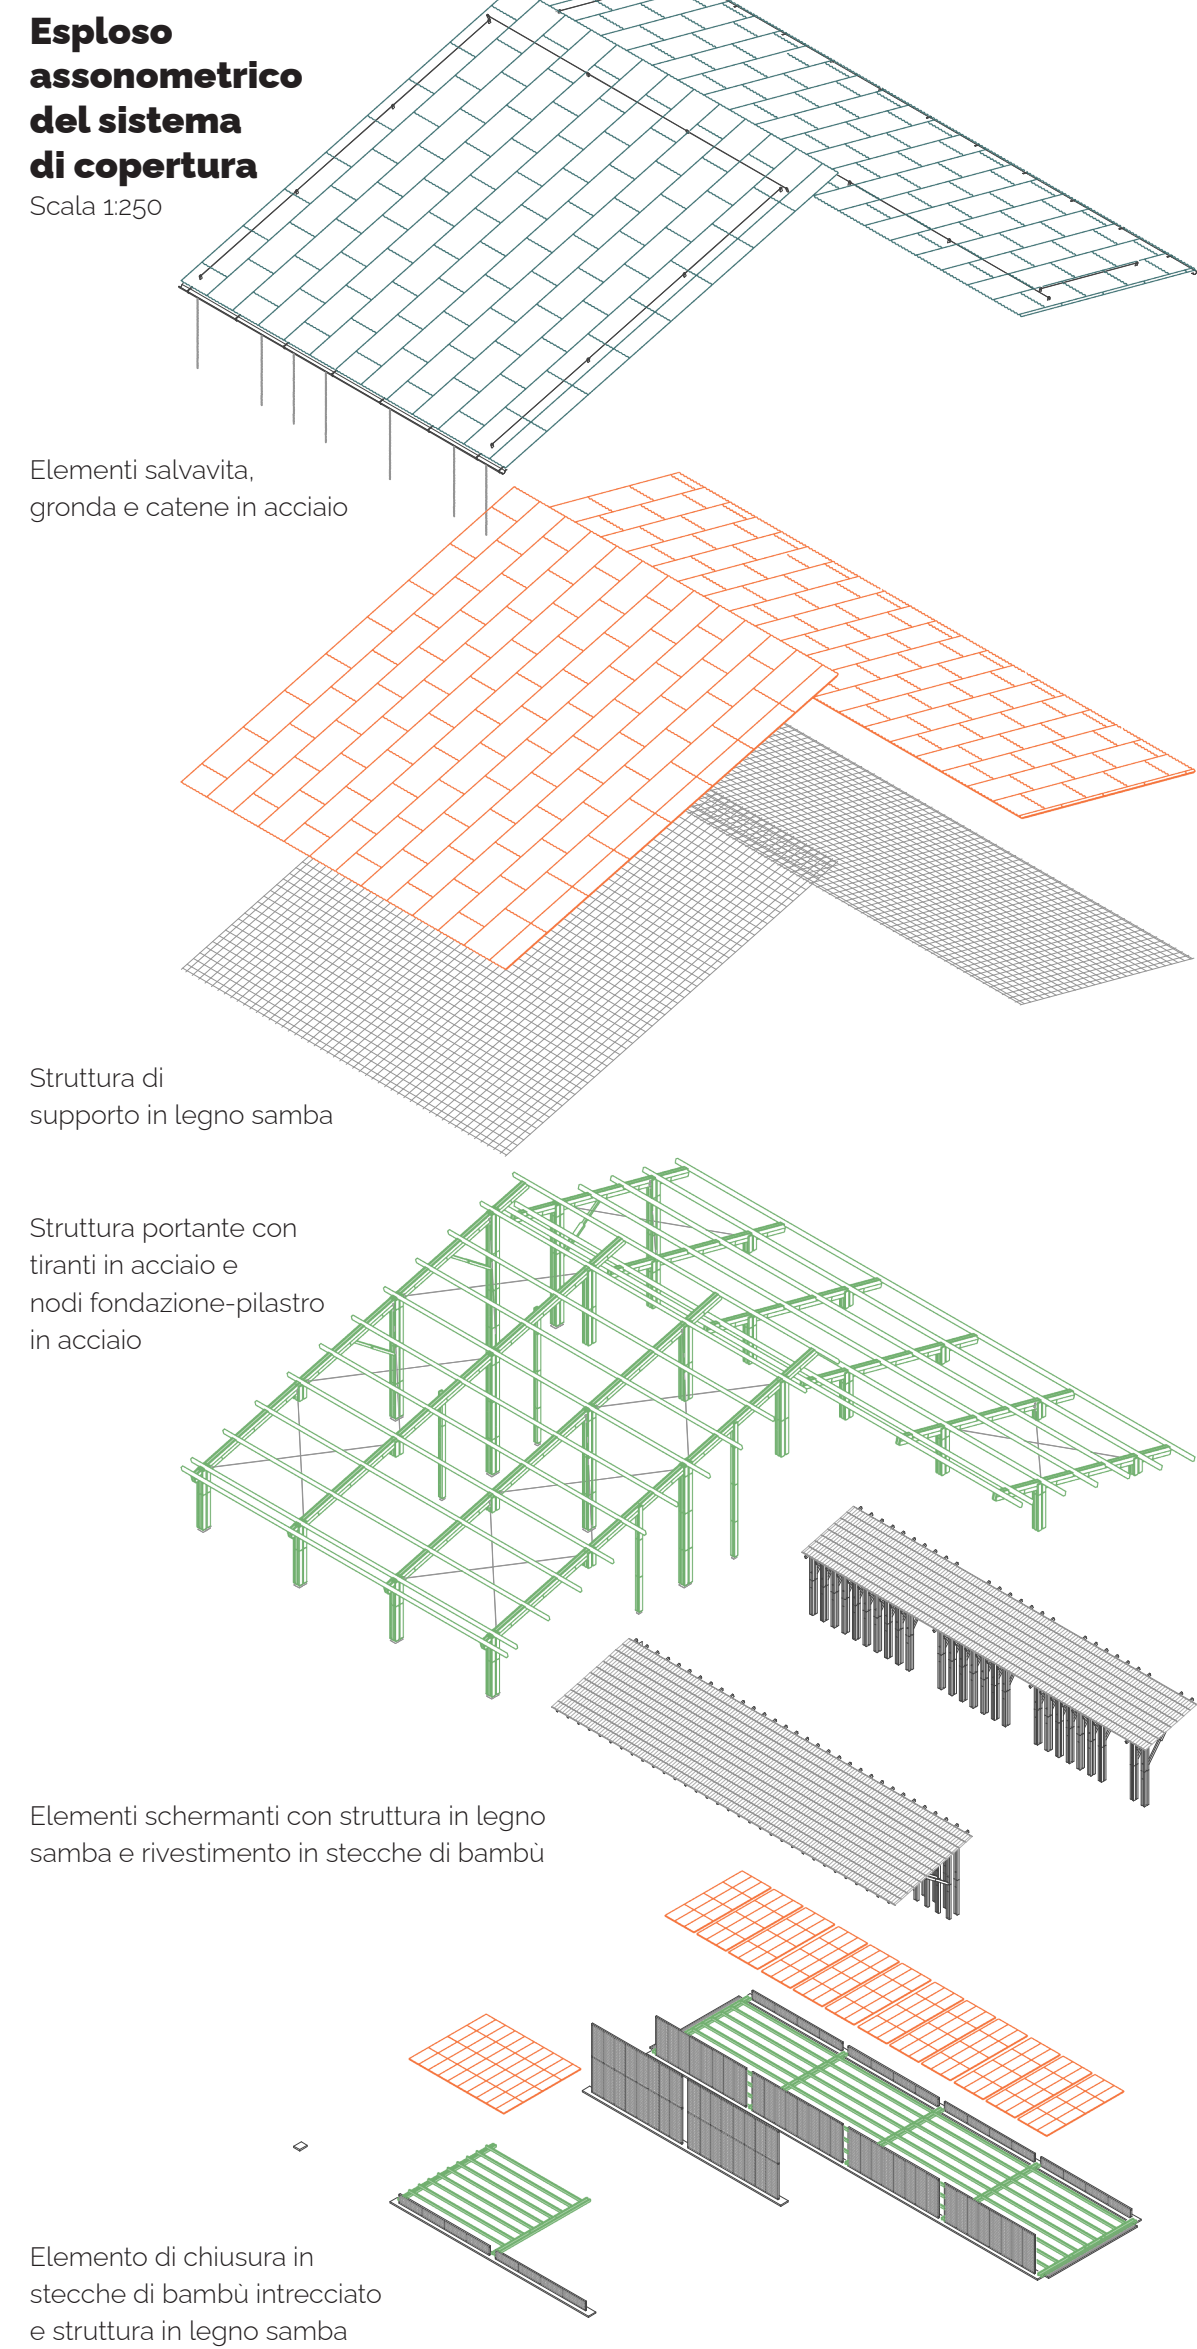 Esploso
assonometrico
del sistema
di copertura
Scala 1:250
Elementi salvavita,
gronda e catene in acciaio
Struttura di
supporto in legno samba
Struttura portante con
tiranti in acciaio e
nodi fondazione-pilastro
in acciaio
Elementi schermanti con struttura in legno
samba e rivestimento in stecche di bambù
Elemento di chiusura in
stecche di bambù intrecciato
e struttura in legno samba